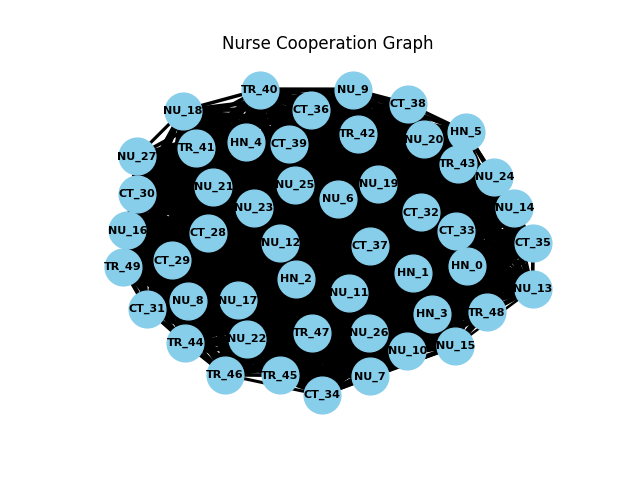 Nurse Cooperation Graph
TR_40
NU_9
NU_18
CT_36
CT_38
HN_5
TR_42
NU_20
TR_41
HN_4
CT_39
NU_27
TR_43
NU_24
CT_30
NU_21
NU_25
NU_19
NU_6
NU_23
CT_32
NU_14
NU_16
CT_28
CT_33
NU_12
CT_37
CT_35
TR_49
CT_29
HN_0
HN_2
HN_1
NU_13
CT_31
NU_8
NU_17
NU_11
HN_3
TR_48
TR_44
NU_22
TR_47
NU_26
NU_10
NU_15
TR_46
TR_45
NU_7
CT_34